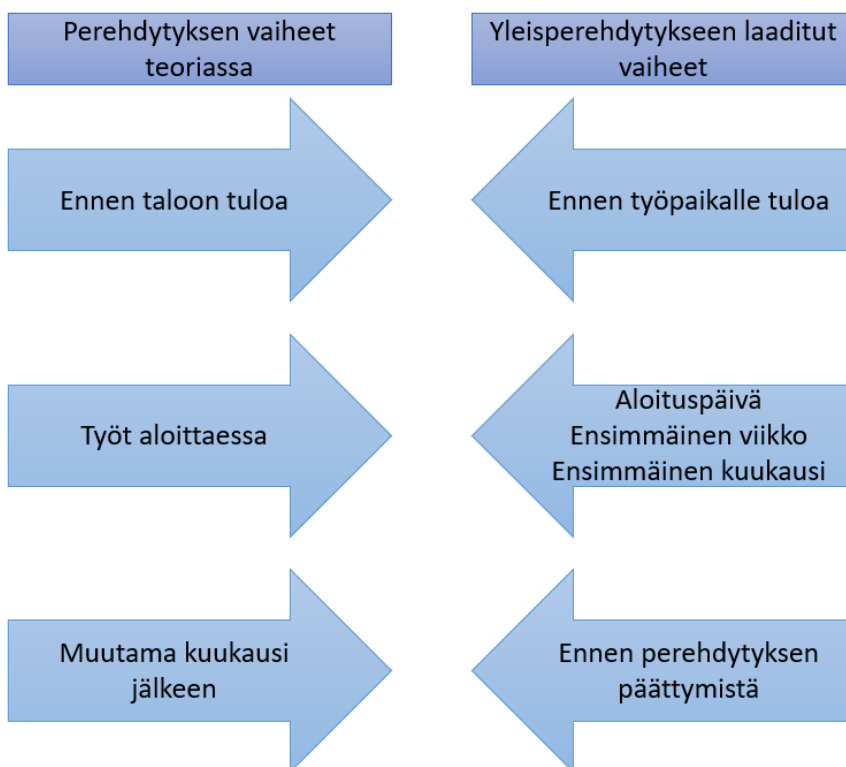 Perehdytyksen vaiheet
teoriassa
Yleisperehdytykseen laaditut
vaiheet
Ennen taloon tuloa
Ennen työpaikalle tuloa
Työt aloittaessa
Aloituspäivä
Ensimmäinen viikko
Ensimmäinen kuukausi
Muutama kuukausi
jälkeen
Ennen perehdytyksen
päättymistä